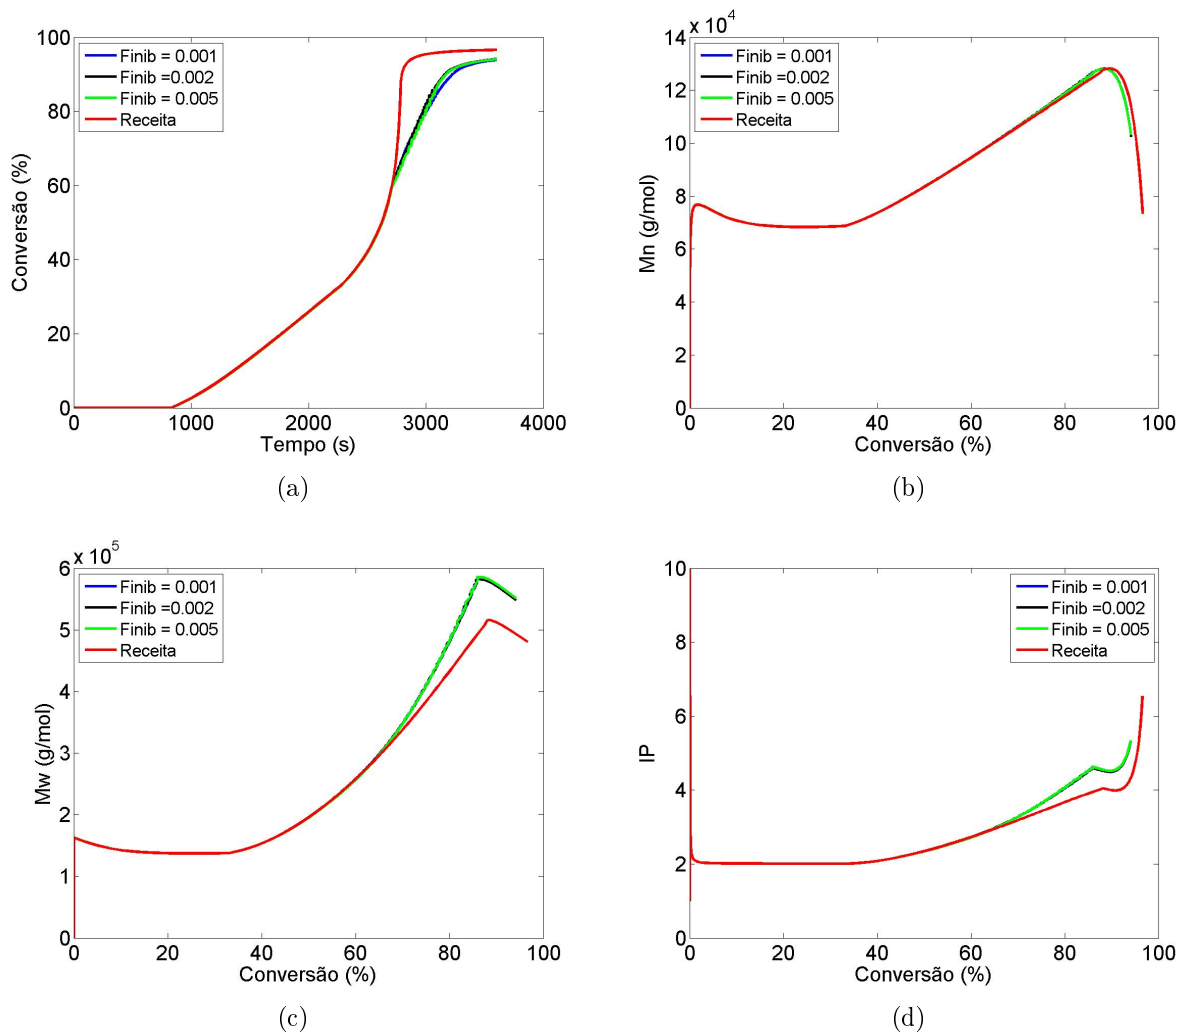 100
80
60
40
20
0
Conversão (%)
Finib = 0.001
Finib =0.002
Finib = 0.005
Receita
0 1000 2000 3000 4000
Tempo (s)
(a)
x 10⁴
14
12
10
8
6
4
2
0
Mn (g/mol)
Finib = 0.001
Finib =0.002
Finib = 0.005
Receita
0 20 40 60 80 100
Conversão (%)
(b)
x 10⁵
6
5
4
3
2
1
0
Mw (g/mol)
Finib = 0.001
Finib =0.002
Finib = 0.005
Receita
0 20 40 60 80 100
Conversão (%)
(c)
10
8
6
4
2
0
IP
Finib = 0.001
Finib =0.002
Finib = 0.005
Receita
0 20 40 60 80 100
Conversão (%)
(d)